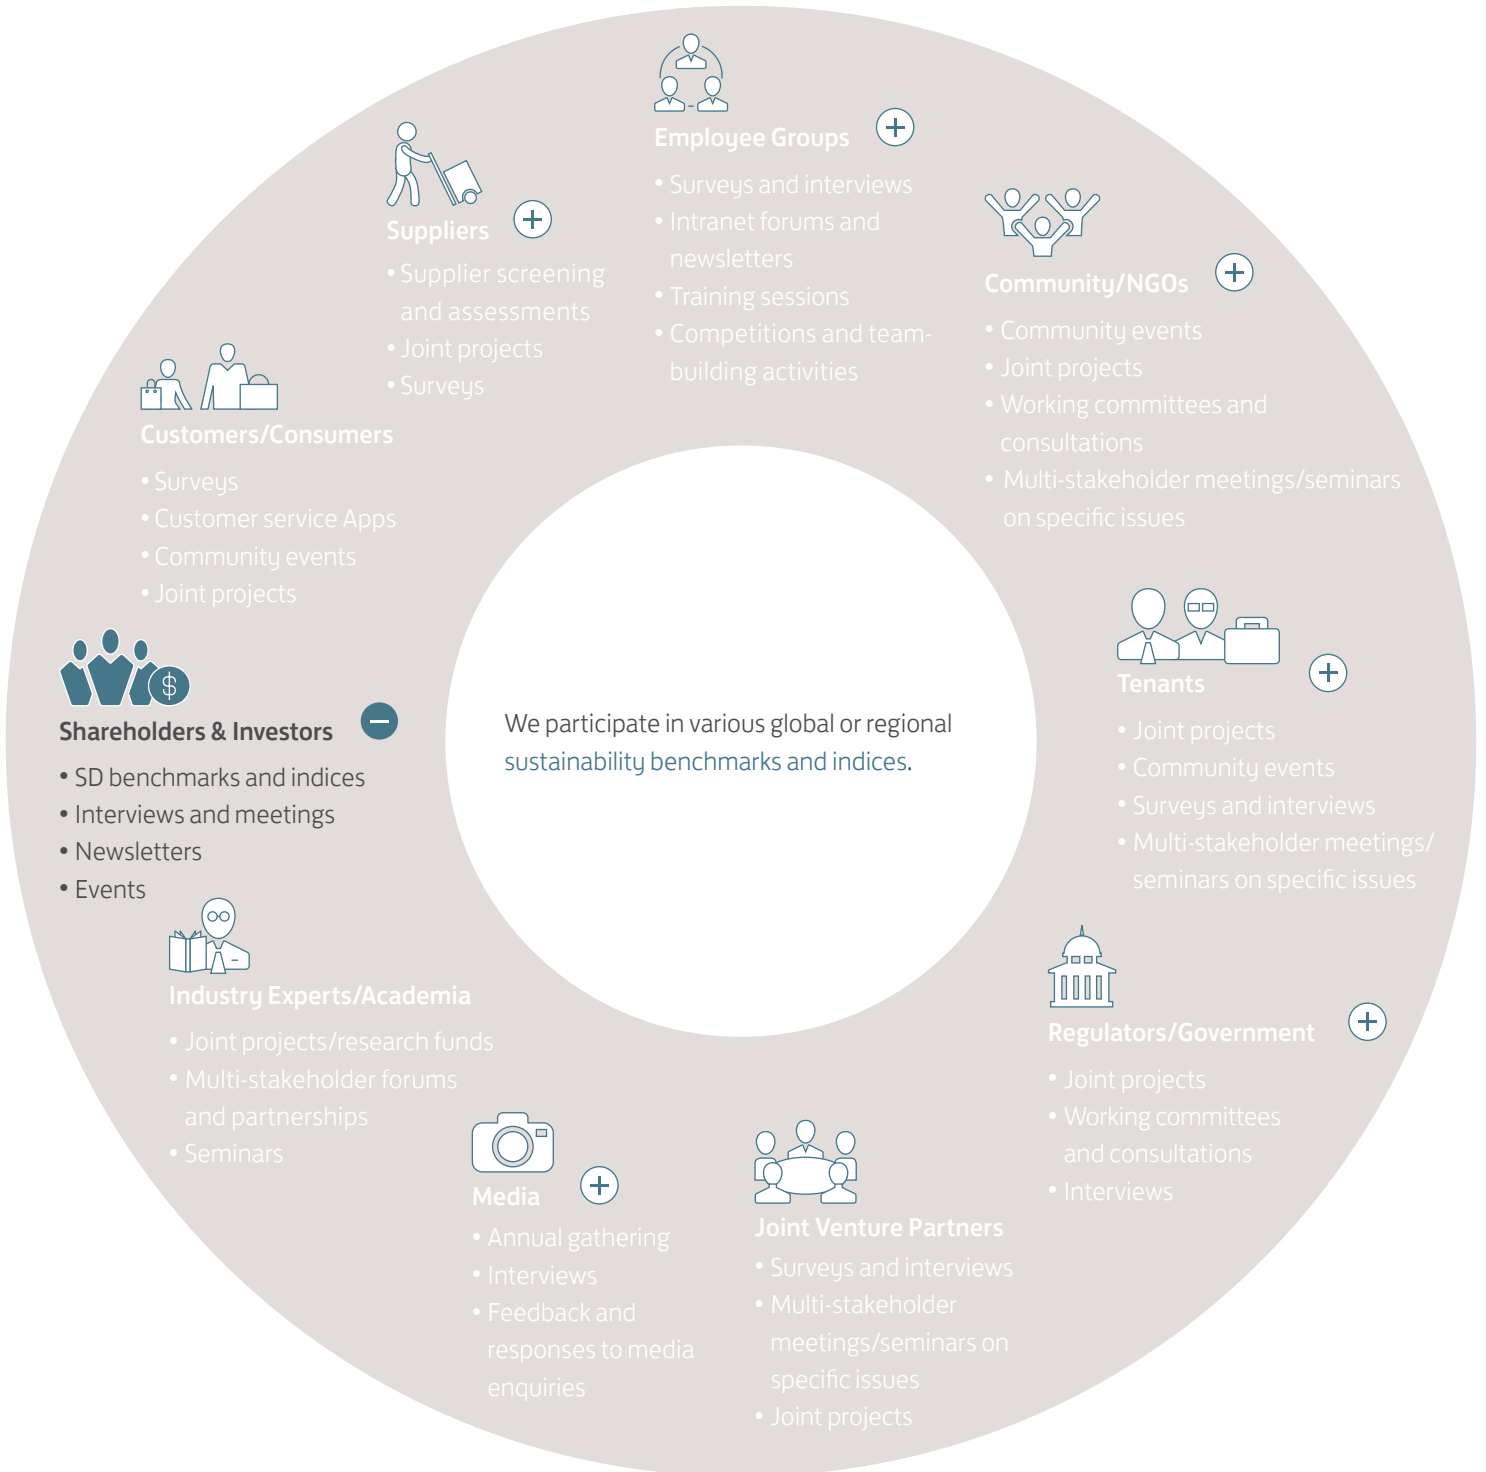 Employee Groups
• Surveys and interviews
• Intranet forums and
newsletters
• Training sessions
• Competitions and team-
building activities
Suppliers
• Supplier screening
and assessments
• Joint projects
• Surveys
Community/NGOs
• Community events
• Joint projects
• Working committees and
consultations
• Multi-stakeholder meetings/seminars
on specific issues
Customers/Consumers
• Surveys
• Customer service Apps
• Community events
• Joint projects
$
Shareholders & Investors
• SD benchmarks and indices
• Interviews and meetings
• Newsletters
• Events
We participate in various global or regional
sustainability benchmarks and indices.
Tenants
• Joint projects
• Community events
• Surveys and interviews
• Multi-stakeholder meetings/
seminars on specific issues
Industry Experts/Academia
• Joint projects/research funds
• Multi-stakeholder forums
and partnerships
• Seminars
Regulators/Government
• Joint projects
• Working committees
and consultations
• Interviews
Media
• Annual gathering
• Interviews
• Feedback and
responses to media
enquiries
Joint Venture Partners
• Surveys and interviews
• Multi-stakeholder
meetings/seminars on
specific issues
• Joint projects